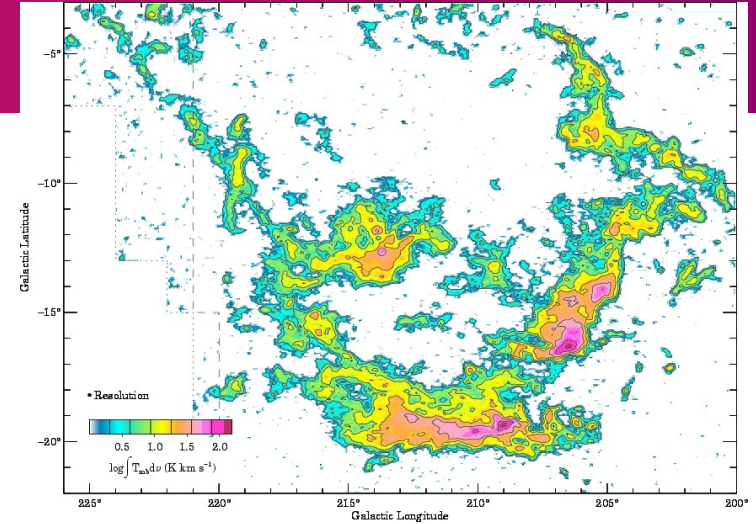 −5°
−10°
−15°
−20°
Galactic Latitude
• Resolution
0.5 1.0 1.5 2.0
log∫T_mb dv (K km s⁻¹)
225° 220° 215° 210° 205° 200°
Galactic Longitude